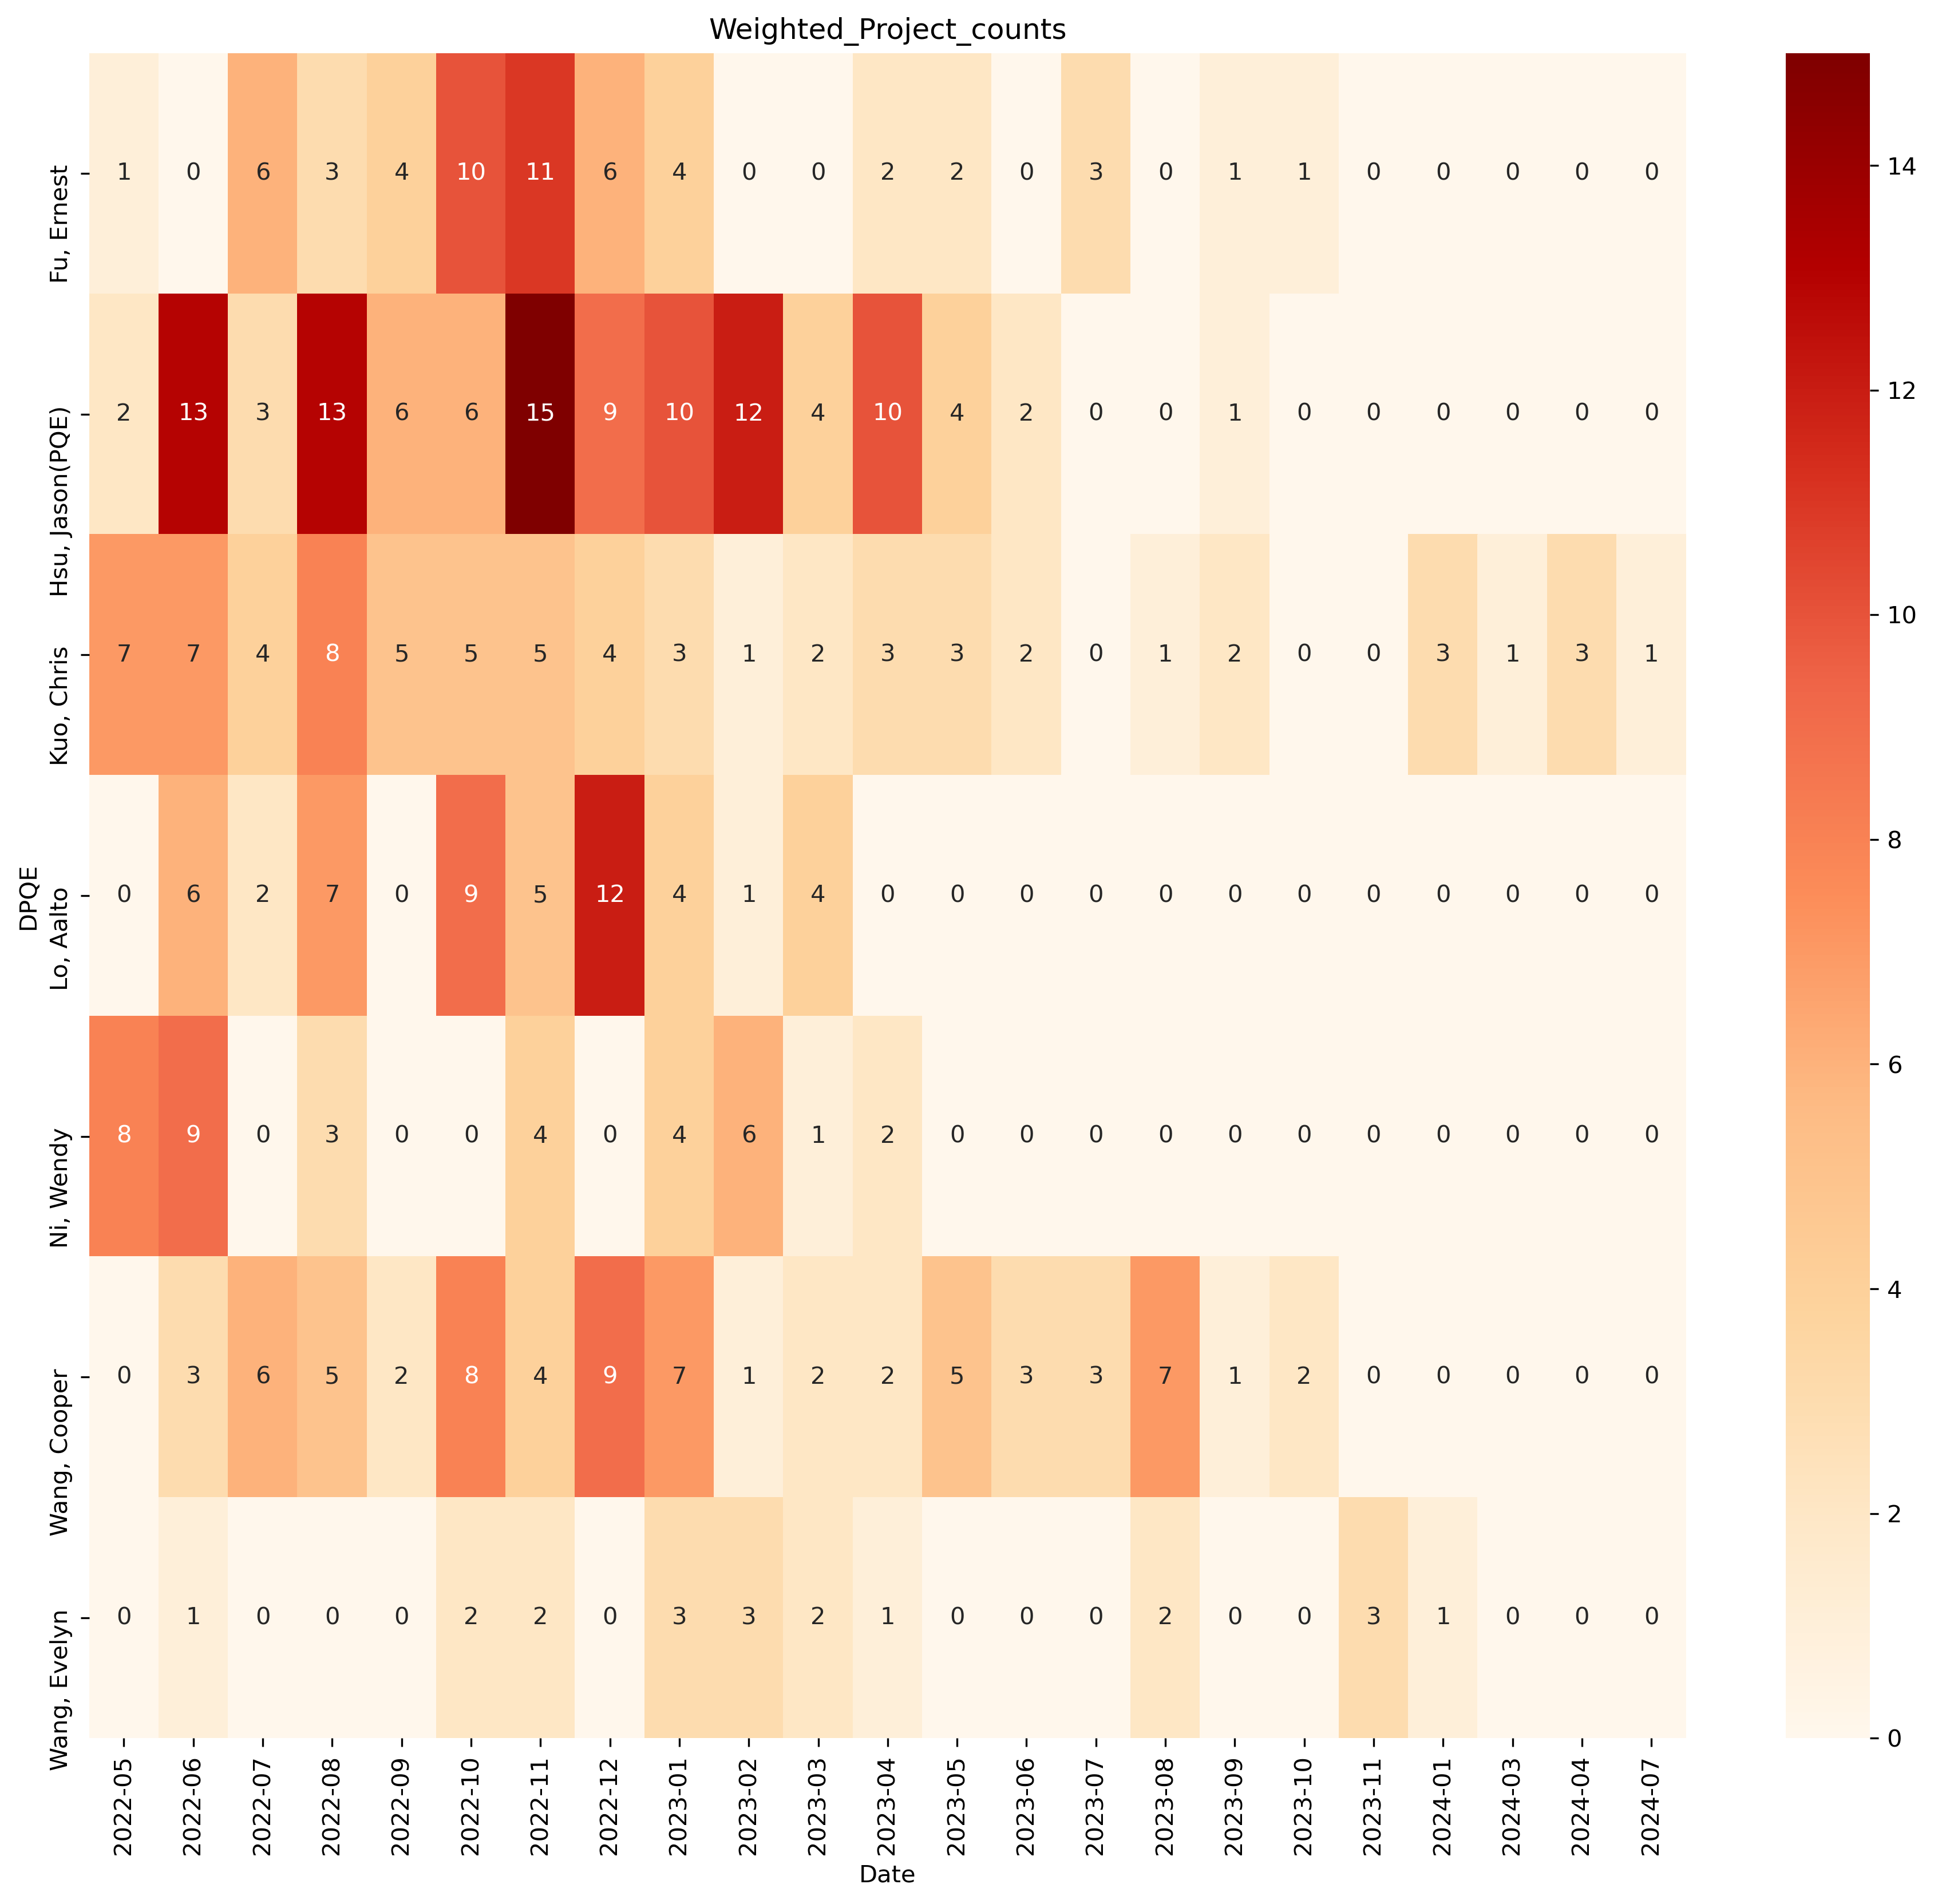 Weighted_Project_counts
DPQE
Fu, Ernest
1 0 6 3 4 10 11 6 4 0 0 2 2 0 3 0 1 1 0 0 0 0 0
Hsu, Jason(PQE)
2 13 3 13 6 6 15 9 10 12 4 10 4 2 0 0 1 0 0 0 0 0 0
Kuo, Chris
7 7 4 8 5 5 5 4 3 1 2 3 3 2 0 1 2 0 0 3 1 3 1
Lo, Aalto
0 6 2 7 0 9 5 12 4 1 4 0 0 0 0 0 0 0 0 0 0 0 0
Ni, Wendy
8 9 0 3 0 0 4 0 4 6 1 2 0 0 0 0 0 0 0 0 0 0 0
Wang, Cooper
0 3 6 5 2 8 4 9 7 1 2 2 5 3 3 7 1 2 0 0 0 0 0
Wang, Evelyn
0 1 0 0 0 2 2 0 3 3 2 1 0 0 0 2 0 0 3 1 0 0 0
2022-05
2022-06
2022-07
2022-08
2022-09
2022-10
2022-11
2022-12
2023-01
2023-02
2023-03
2023-04
2023-05
2023-06
2023-07
2023-08
2023-09
2023-10
2023-11
2024-01
2024-03
2024-04
2024-07
Date
14
12
10
8
6
4
2
0